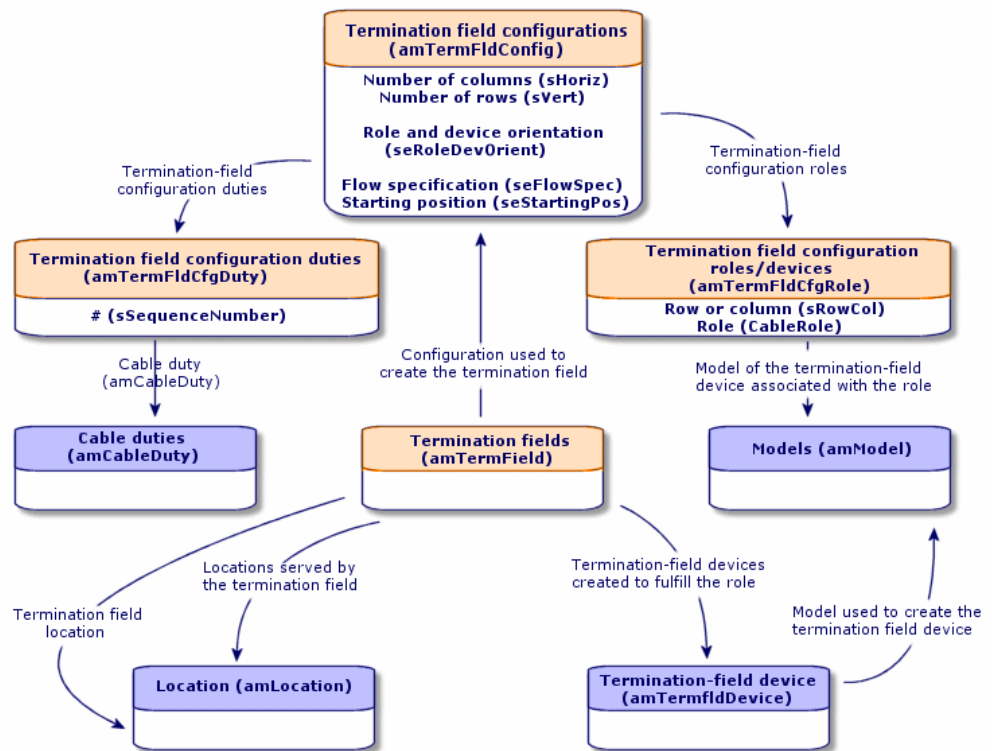 Termination field configurations
(amTermFldConfig)
Number of columns (sHoriz)
Number of rows (sVert)
Role and device orientation
(seRoleDevOrient)
Flow specification (seFlowSpec)
Starting position (seStartingPos)
Termination-field
configuration duties
Termination-field
configuration roles
Termination field configuration duties
(amTermFldCfgDuty)
# (sSequenceNumber)
Termination field configuration
roles/devices
(amTermFldCfgRole)
Row or column (sRowCol)
Role (CableRole)
Cable duty
(amCableDuty)
Configuration used to
create the termination field
Model of the termination-field
device associated with the role
Cable duties
(amCableDuty)
Termination fields
(amTermField)
Models (amModel)
Locations served by
the termination field
Termination-field devices
created to fulfill the role
Termination field
location
Model used to create the
termination field device
Location (amLocation)
Termination-field device
(amTermfldDevice)